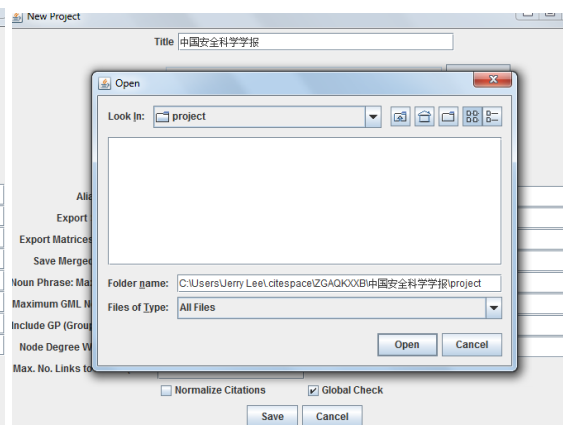 New Project
Title 中国安全科学学报
Open
Look In: project
Folder name: C:\Users\Jerry Lee\.citespace\ZGAQKXXB\中国安全科学学报\project
Files of Type: All Files
Open Cancel
Alia
Export
Export Matrices
Save Merged
Noun Phrase: Ma
Maximum GML N
Include GP (Group
Node Degree W
Max. No. Links to
Normalize Citations Global Check
Save Cancel